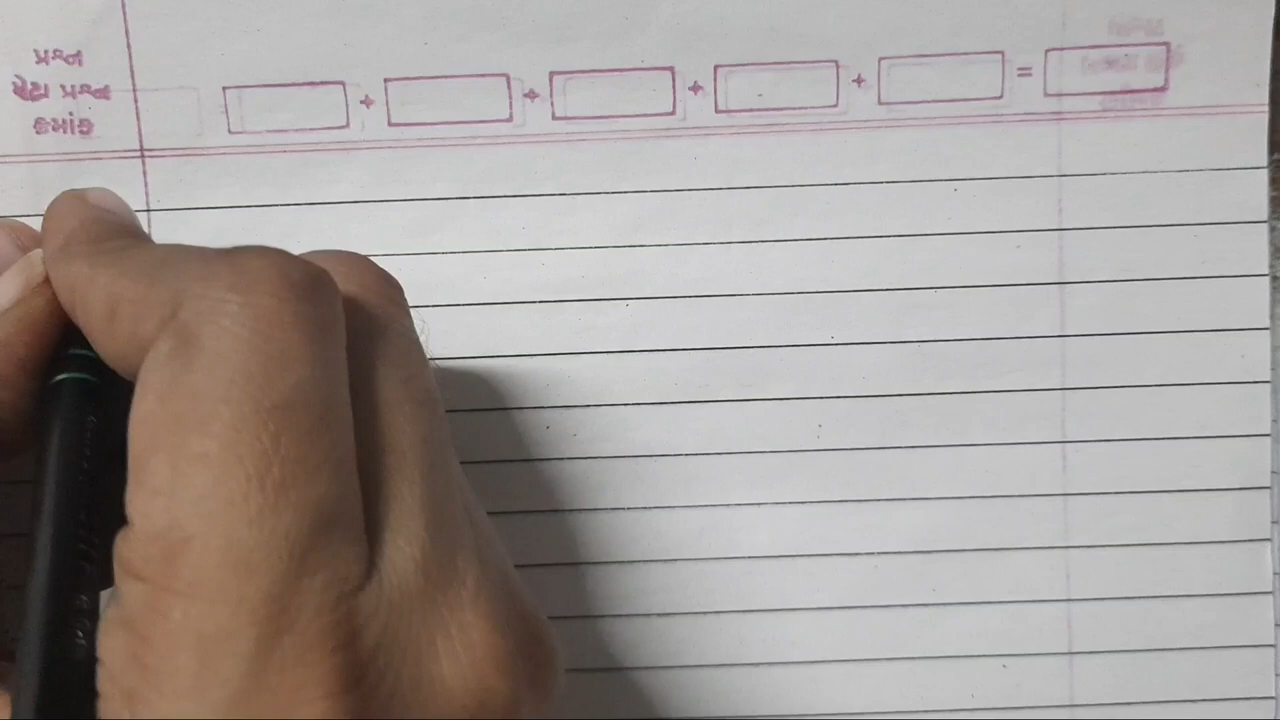 પ્રશ્ન
પેટા પ્રશ્ન
ક્રમાંક
+ + + + =